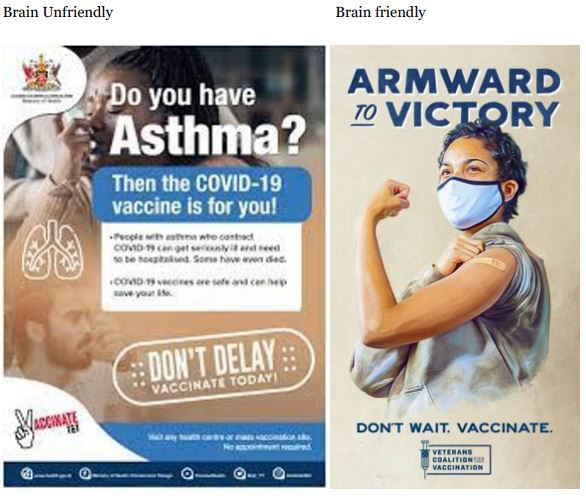 Brain Unfriendly
Brain friendly
Do you have
Asthma?
Then the COVID-19
vaccine is for you!
• People with asthma who contract
COVID-19 can get seriously ill and need
to be hospitalised. Some have even died.
• COVID-19 vaccines are safe and can help
save your life.
DON'T DELAY
VACCINATE TODAY!
VACCINATE
Visit any health centre or mass vaccination site.
No appointment required.
ARMWARD
TO VICTORY
DON'T WAIT. VACCINATE.
VETERANS
COALITION FOR
VACCINATION